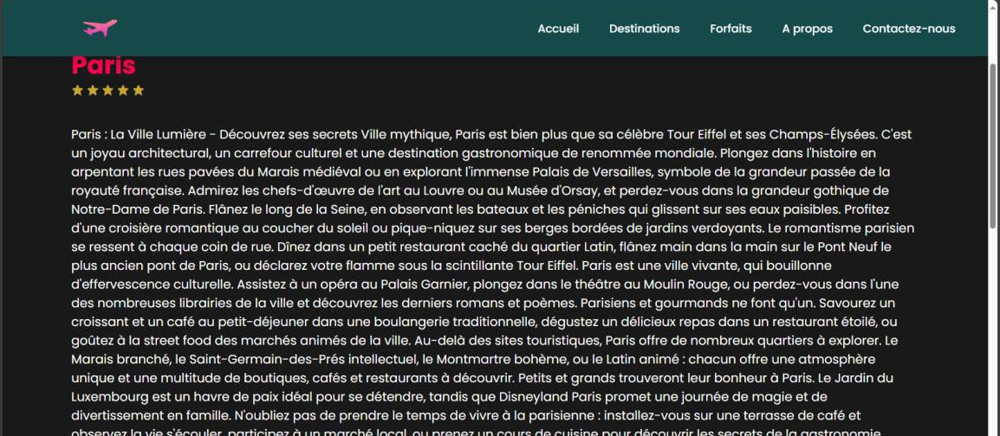 Accueil Destinations Forfaits A propos Contactez-nous
Paris
Paris : La Ville Lumière - Découvrez ses secrets Ville mythique, Paris est bien plus que sa célèbre Tour Eiffel et ses Champs-Élysées. C'est
un joyau architectural, un carrefour culturel et une destination gastronomique de renommée mondiale. Plongez dans l'histoire en
arpentant les rues pavées du Marais médiéval ou en explorant l'immense Palais de Versailles, symbole de la grandeur passée de la
royauté française. Admirez les chefs-d'œuvre de l'art au Louvre ou au Musée d'Orsay, et perdez-vous dans la grandeur gothique de
Notre-Dame de Paris. Flânez le long de la Seine, en observant les bateaux et les péniches qui glissent sur ses eaux paisibles. Profitez
d'une croisière romantique au coucher du soleil ou pique-niquez sur ses berges bordées de jardins verdoyants. Le romantisme parisien
se ressent à chaque coin de rue. Dînez dans un petit restaurant caché du quartier Latin, flânez main dans la main sur le Pont Neuf le
plus ancien pont de Paris, ou déclarez votre flamme sous la scintillante Tour Eiffel. Paris est une ville vivante, qui bouillonne
d'effervescence culturelle. Assistez à un opéra au Palais Garnier, plongez dans le théâtre au Moulin Rouge, ou perdez-vous dans l'une
des nombreuses librairies de la ville et découvrez les derniers romans et poèmes. Parisiens et gourmands ne font qu'un. Savourez un
croissant et un café au petit-déjeuner dans une boulangerie traditionnelle, dégustez un délicieux repas dans un restaurant étoilé, ou
goûtez à la street food des marchés animés de la ville. Au-delà des sites touristiques, Paris offre de nombreux quartiers à explorer. Le
Marais branché, le Saint-Germain-des-Prés intellectuel, le Montmartre bohème, ou le Latin animé : chacun offre une atmosphère
unique et une multitude de boutiques, cafés et restaurants à découvrir. Petits et grands trouveront leur bonheur à Paris. Le Jardin du
Luxembourg est un havre de paix idéal pour se détendre, tandis que Disneyland Paris promet une journée de magie et de
divertissement en famille. N'oubliez pas de prendre le temps de vivre à la parisienne : installez-vous sur une terrasse de café et
observez la vie s'écouler, participez à un marché local, ou prenez un cours de cuisine pour découvrir les secrets de la gastronomie